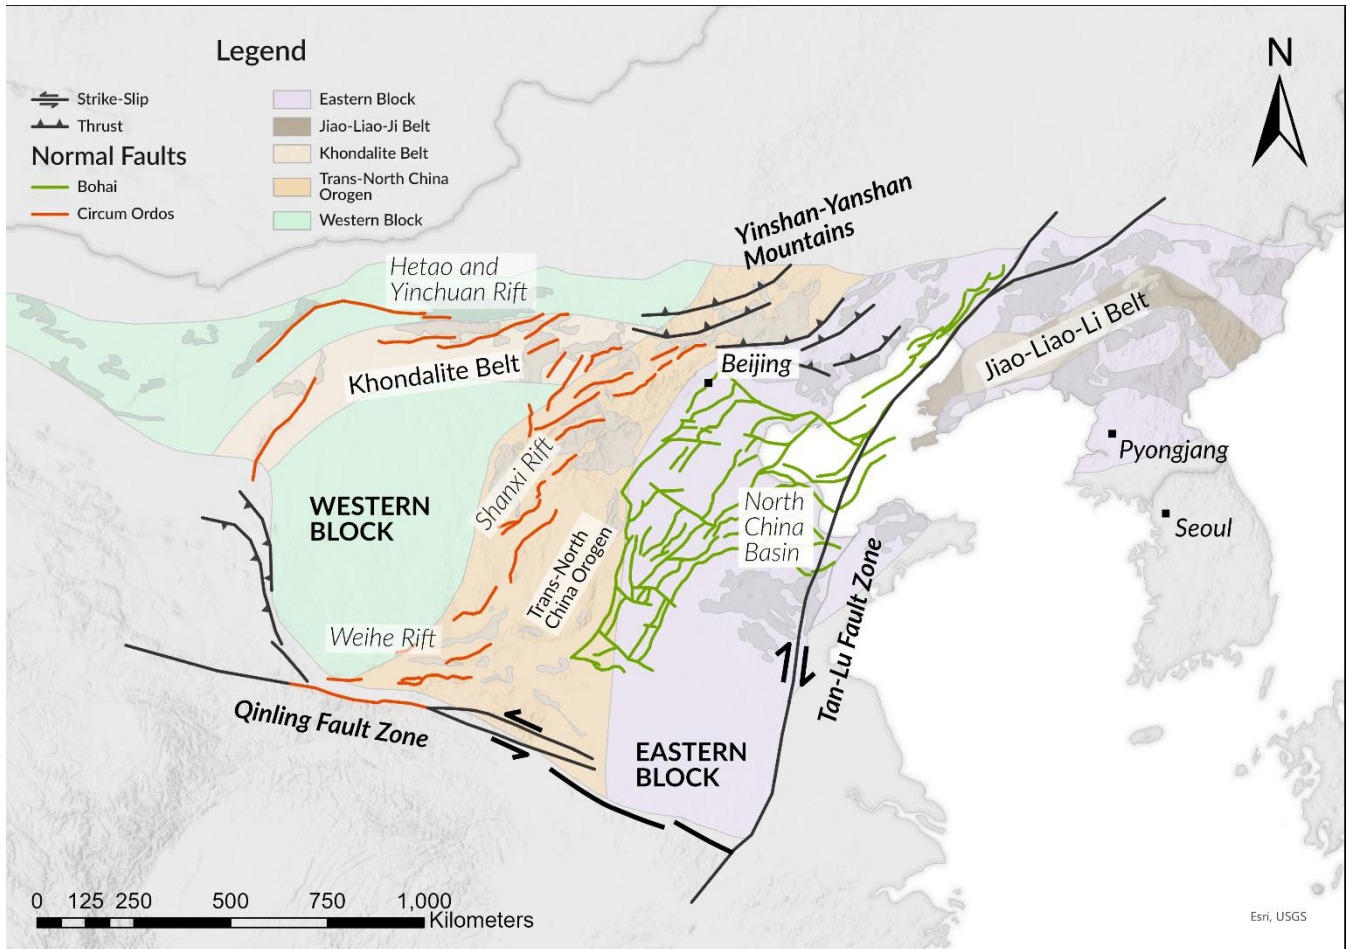 Legend
Strike-Slip
Thrust
Normal Faults
Bohai
Circum Ordos
Eastern Block
Jiao-Liao-Ji Belt
Khondalite Belt
Trans-North China
Orogen
Western Block
N
Yinshan-Yanshan
Mountains
Hetao and
Yinchuan Rift
Khondalite Belt
Beijing
Jiao-Liao-Li Belt
Pyongjang
Seoul
WESTERN
BLOCK
Shanxi Rift
Trans-North
China Orogen
North
China
Basin
Tan-Lu Fault Zone
Weihe Rift
Qinling Fault Zone
EASTERN
BLOCK
0 125 250 500 750 1,000
Kilometers
Esri, USGS